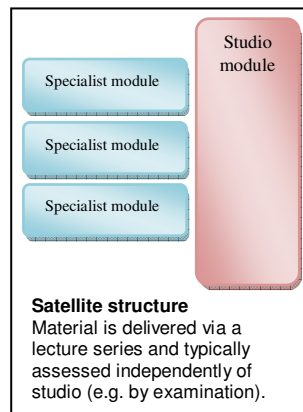 Studio
module
Specialist module
Specialist module
Specialist module
Satellite structure
Material is delivered via a
lecture series and typically
assessed independently of
studio (e.g. by examination).